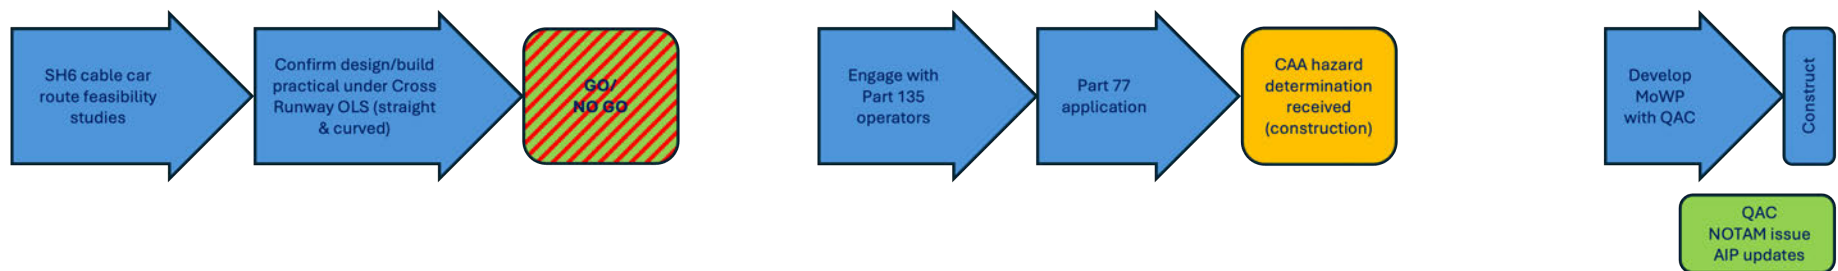 SH6 cable car
route feasibility
studies
Confirm design/build
practical under Cross
Runway OLS (straight
& curved)
GO/
NO GO
Engage with
Part 135
operators
Part 77
application
CAA hazard
determination
received
(construction)
Develop
MoWP
with QAC
Construct
QAC
NOTAM issue
AIP updates